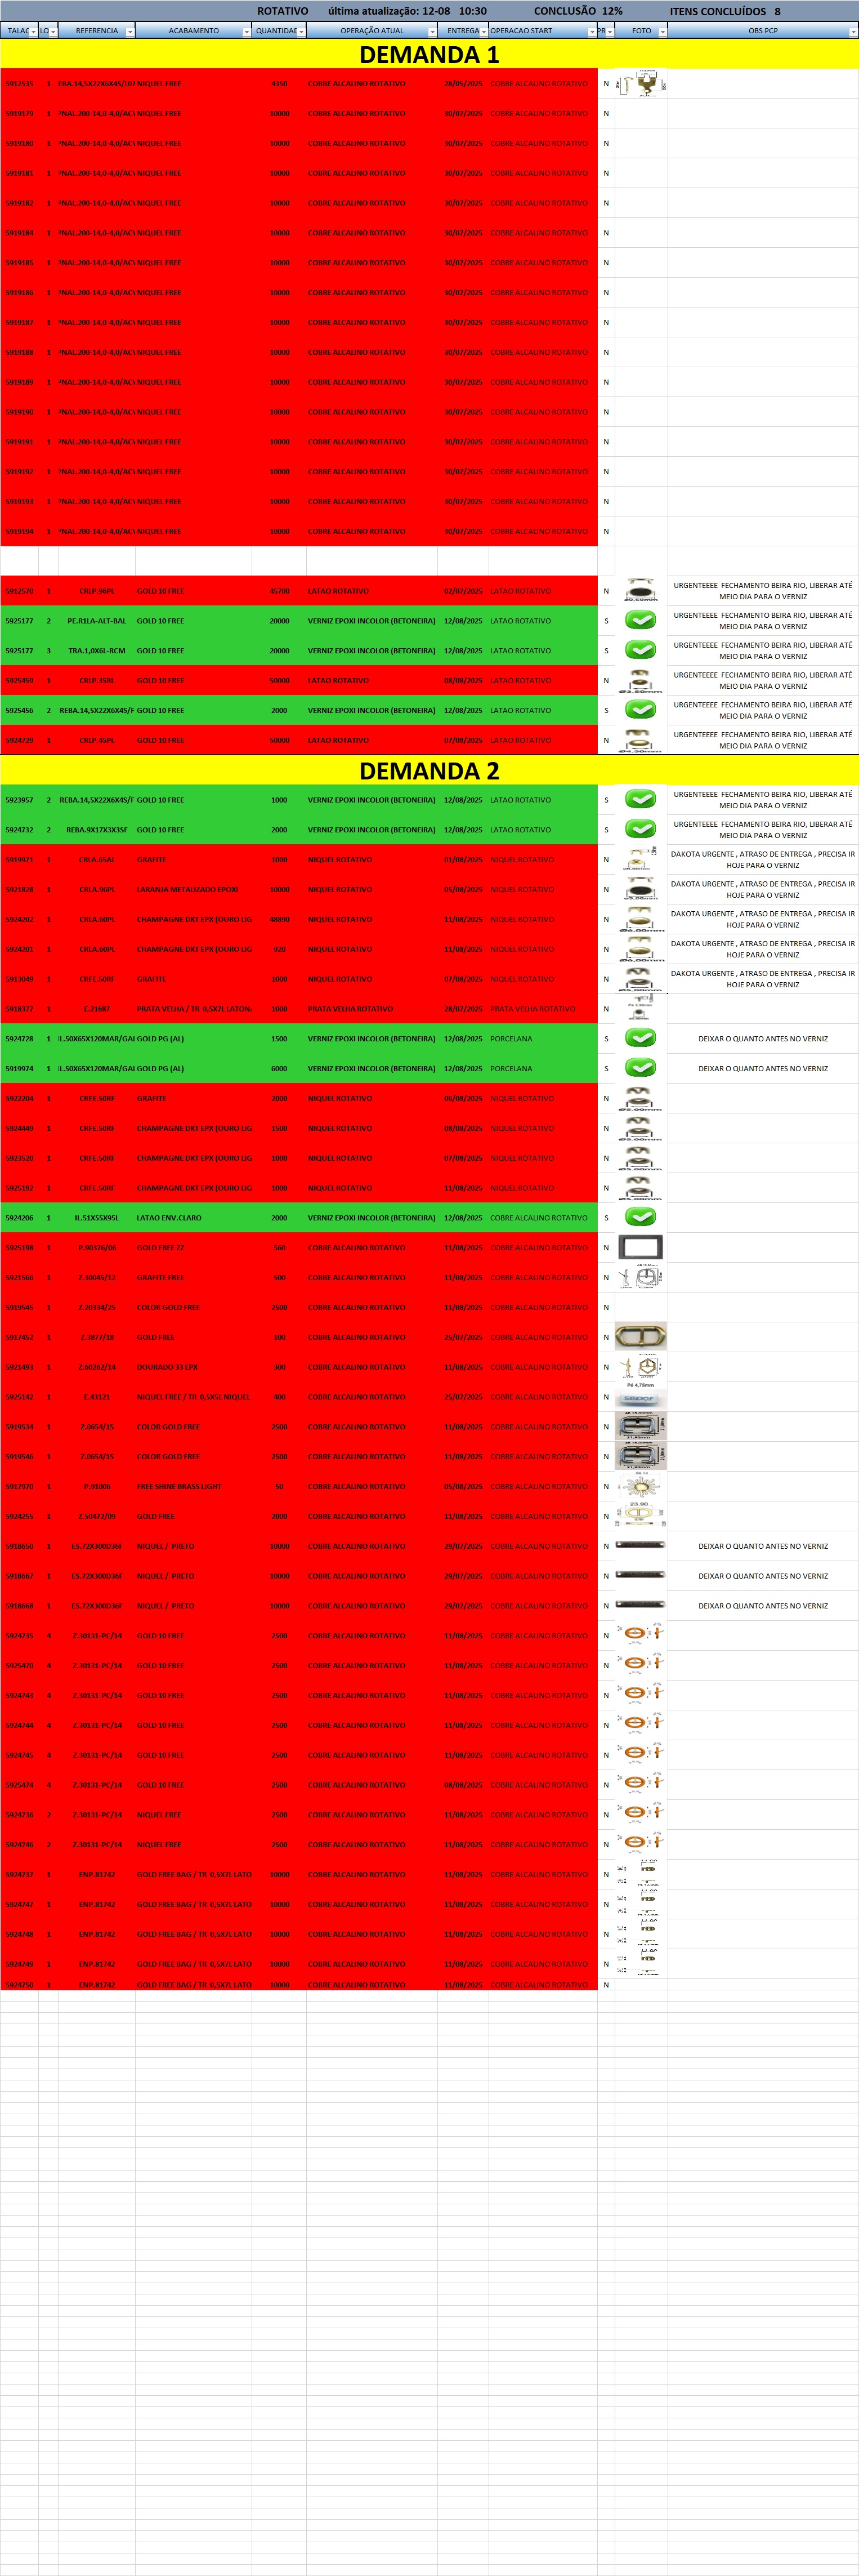 ROTATIVO última atualização: 12-08 10:30 CONCLUSÃO 12% ITENS CONCLUÍDOS 8
TALAC LO REFERENCIA ACABAMENTO QUANTIDAE OPERAÇÃO ATUAL ENTREGA OPERACAO START PR FOTO OBS PCP
DEMANDA 1
5912535 1 EBA.14,5X22X6X4S/10 NIQUEL FREE 4350 COBRE ALCALINO ROTATIVO 28/05/2025 COBRE ALCALINO ROTATIVO N
5919179 1 PNAL.200-14,0-4,0/AC NIQUEL FREE 10000 COBRE ALCALINO ROTATIVO 30/07/2025 COBRE ALCALINO ROTATIVO N
5919180 1 PNAL.200-14,0-4,0/AC NIQUEL FREE 10000 COBRE ALCALINO ROTATIVO 30/07/2025 COBRE ALCALINO ROTATIVO N
5919181 1 PNAL.200-14,0-4,0/AC NIQUEL FREE 10000 COBRE ALCALINO ROTATIVO 30/07/2025 COBRE ALCALINO ROTATIVO N
5919182 1 PNAL.200-14,0-4,0/AC NIQUEL FREE 10000 COBRE ALCALINO ROTATIVO 30/07/2025 COBRE ALCALINO ROTATIVO N
5919184 1 PNAL.200-14,0-4,0/AC NIQUEL FREE 10000 COBRE ALCALINO ROTATIVO 30/07/2025 COBRE ALCALINO ROTATIVO N
5919185 1 PNAL.200-14,0-4,0/AC NIQUEL FREE 10000 COBRE ALCALINO ROTATIVO 30/07/2025 COBRE ALCALINO ROTATIVO N
5919186 1 PNAL.200-14,0-4,0/AC NIQUEL FREE 10000 COBRE ALCALINO ROTATIVO 30/07/2025 COBRE ALCALINO ROTATIVO N
5919187 1 PNAL.200-14,0-4,0/AC NIQUEL FREE 10000 COBRE ALCALINO ROTATIVO 30/07/2025 COBRE ALCALINO ROTATIVO N
5919188 1 PNAL.200-14,0-4,0/AC NIQUEL FREE 10000 COBRE ALCALINO ROTATIVO 30/07/2025 COBRE ALCALINO ROTATIVO N
5919189 1 PNAL.200-14,0-4,0/AC NIQUEL FREE 10000 COBRE ALCALINO ROTATIVO 30/07/2025 COBRE ALCALINO ROTATIVO N
5919190 1 PNAL.200-14,0-4,0/AC NIQUEL FREE 10000 COBRE ALCALINO ROTATIVO 30/07/2025 COBRE ALCALINO ROTATIVO N
5919191 1 PNAL.200-14,0-4,0/AC NIQUEL FREE 10000 COBRE ALCALINO ROTATIVO 30/07/2025 COBRE ALCALINO ROTATIVO N
5919192 1 PNAL.200-14,0-4,0/AC NIQUEL FREE 10000 COBRE ALCALINO ROTATIVO 30/07/2025 COBRE ALCALINO ROTATIVO N
5919193 1 PNAL.200-14,0-4,0/AC NIQUEL FREE 10000 COBRE ALCALINO ROTATIVO 30/07/2025 COBRE ALCALINO ROTATIVO N
5919194 1 PNAL.200-14,0-4,0/AC NIQUEL FREE 10000 COBRE ALCALINO ROTATIVO 30/07/2025 COBRE ALCALINO ROTATIVO N
5912570 1 CRLP.96PL GOLD 10 FREE 45700 LATAO ROTATIVO 02/07/2025 LATAO ROTATIVO N URGENTEEEE FECHAMENTO BEIRA RIO, LIBERAR ATÉ
MEIO DIA PARA O VERNIZ
5925177 2 PE.R1LA-ALT-BAL GOLD 10 FREE 20000 VERNIZ EPOXI INCOLOR (BETONEIRA) 12/08/2025 LATAO ROTATIVO S URGENTEEEE FECHAMENTO BEIRA RIO, LIBERAR ATÉ
MEIO DIA PARA O VERNIZ
5925177 3 TRA.1,0X6L-RCM GOLD 10 FREE 20000 VERNIZ EPOXI INCOLOR (BETONEIRA) 12/08/2025 LATAO ROTATIVO S URGENTEEEE FECHAMENTO BEIRA RIO, LIBERAR ATÉ
MEIO DIA PARA O VERNIZ
5925459 1 CRLP.35RL GOLD 10 FREE 50000 LATAO ROTATIVO 08/08/2025 LATAO ROTATIVO N URGENTEEEE FECHAMENTO BEIRA RIO, LIBERAR ATÉ
MEIO DIA PARA O VERNIZ
5925456 2 REBA.14,5X22X6X4S/F GOLD 10 FREE 2000 VERNIZ EPOXI INCOLOR (BETONEIRA) 12/08/2025 LATAO ROTATIVO S URGENTEEEE FECHAMENTO BEIRA RIO, LIBERAR ATÉ
MEIO DIA PARA O VERNIZ
5924729 1 CRLP.45PL GOLD 10 FREE 50000 LATAO ROTATIVO 07/08/2025 LATAO ROTATIVO N URGENTEEEE FECHAMENTO BEIRA RIO, LIBERAR ATÉ
MEIO DIA PARA O VERNIZ
DEMANDA 2
5923957 2 REBA.14,5X22X6X4S/F GOLD 10 FREE 1000 VERNIZ EPOXI INCOLOR (BETONEIRA) 12/08/2025 LATAO ROTATIVO S URGENTEEEE FECHAMENTO BEIRA RIO, LIBERAR ATÉ
MEIO DIA PARA O VERNIZ
5924732 2 REBA.9X17X3X3SF GOLD 10 FREE 2000 VERNIZ EPOXI INCOLOR (BETONEIRA) 12/08/2025 LATAO ROTATIVO S URGENTEEEE FECHAMENTO BEIRA RIO, LIBERAR ATÉ
MEIO DIA PARA O VERNIZ
5919971 1 CRLA.65AL GRAFITE 1000 NIQUEL ROTATIVO 01/08/2025 NIQUEL ROTATIVO N DAKOTA URGENTE , ATRASO DE ENTREGA , PRECISA IR
HOJE PARA O VERNIZ
5921828 1 CRLA.96PL LARANJA METALIZADO EPOXI 10000 NIQUEL ROTATIVO 05/08/2025 NIQUEL ROTATIVO N DAKOTA URGENTE , ATRASO DE ENTREGA , PRECISA IR
HOJE PARA O VERNIZ
5924202 1 CRLA.60PL CHAMPAGNE DKT EPX (OURO LIG 48890 NIQUEL ROTATIVO 11/08/2025 NIQUEL ROTATIVO N DAKOTA URGENTE , ATRASO DE ENTREGA , PRECISA IR
HOJE PARA O VERNIZ
5924201 1 CRLA.60PL CHAMPAGNE DKT EPX (OURO LIG 920 NIQUEL ROTATIVO 11/08/2025 NIQUEL ROTATIVO N DAKOTA URGENTE , ATRASO DE ENTREGA , PRECISA IR
HOJE PARA O VERNIZ
5913049 1 CRFE.50RF GRAFITE 1000 NIQUEL ROTATIVO 07/08/2025 NIQUEL ROTATIVO N DAKOTA URGENTE , ATRASO DE ENTREGA , PRECISA IR
HOJE PARA O VERNIZ
5918377 1 E.21687 PRATA VELHA / TR 0,5X7L LATON 1000 PRATA VELHA ROTATIVO 28/07/2025 PRATA VELHA ROTATIVO N
5924728 1 IL.50X65X120MAR/GAL GOLD PG (AL) 1500 VERNIZ EPOXI INCOLOR (BETONEIRA) 12/08/2025 PORCELANA S DEIXAR O QUANTO ANTES NO VERNIZ
5919974 1 IL.50X65X120MAR/GAL GOLD PG (AL) 6000 VERNIZ EPOXI INCOLOR (BETONEIRA) 12/08/2025 PORCELANA S DEIXAR O QUANTO ANTES NO VERNIZ
5922204 1 CRFE.50RF GRAFITE 2000 NIQUEL ROTATIVO 06/08/2025 NIQUEL ROTATIVO N
5924449 1 CRFE.50RF CHAMPAGNE DKT EPX (OURO LIG 1500 NIQUEL ROTATIVO 08/08/2025 NIQUEL ROTATIVO N
5923520 1 CRFE.50RF CHAMPAGNE DKT EPX (OURO LIG 1000 NIQUEL ROTATIVO 07/08/2025 NIQUEL ROTATIVO N
5925192 1 CRFE.50RF CHAMPAGNE DKT EPX (OURO LIG 1000 NIQUEL ROTATIVO 11/08/2025 NIQUEL ROTATIVO N
5924206 1 IL.51X55X95L LATAO ENV.CLARO 2000 VERNIZ EPOXI INCOLOR (BETONEIRA) 12/08/2025 COBRE ALCALINO ROTATIVO S
5925198 1 P.90376/06 GOLD FREE ZZ 560 COBRE ALCALINO ROTATIVO 11/08/2025 COBRE ALCALINO ROTATIVO N
5921566 1 Z.30045/12 GRAFITE FREE 500 COBRE ALCALINO ROTATIVO 11/08/2025 COBRE ALCALINO ROTATIVO N
5919545 1 Z.20334/25 COLOR GOLD FREE 2500 COBRE ALCALINO ROTATIVO 11/08/2025 COBRE ALCALINO ROTATIVO N
5917452 1 Z.3877/18 GOLD FREE 100 COBRE ALCALINO ROTATIVO 25/07/2025 COBRE ALCALINO ROTATIVO N
5921493 1 Z.60262/14 DOURADO 33 EPX 300 COBRE ALCALINO ROTATIVO 11/08/2025 COBRE ALCALINO ROTATIVO N
5925142 1 E.43121 NIQUEL FREE / TR 0,5X5L NIQUEL 400 COBRE ALCALINO ROTATIVO 25/07/2025 COBRE ALCALINO ROTATIVO N Pé 4,75mm
5919534 1 Z.0654/15 COLOR GOLD FREE 2500 COBRE ALCALINO ROTATIVO 11/08/2025 COBRE ALCALINO ROTATIVO N
5919546 1 Z.0654/15 COLOR GOLD FREE 2500 COBRE ALCALINO ROTATIVO 11/08/2025 COBRE ALCALINO ROTATIVO N
5917970 1 P.91006 FREE SHINE BRASS LIGHT 50 COBRE ALCALINO ROTATIVO 05/08/2025 COBRE ALCALINO ROTATIVO N
5924255 1 Z.50472/09 GOLD FREE 2000 COBRE ALCALINO ROTATIVO 11/08/2025 COBRE ALCALINO ROTATIVO N 23.90
5918650 1 ES.72X300D36F NIQUEL / PRETO 10000 COBRE ALCALINO ROTATIVO 29/07/2025 COBRE ALCALINO ROTATIVO N DEIXAR O QUANTO ANTES NO VERNIZ
5918667 1 ES.72X300D36F NIQUEL / PRETO 10000 COBRE ALCALINO ROTATIVO 29/07/2025 COBRE ALCALINO ROTATIVO N DEIXAR O QUANTO ANTES NO VERNIZ
5918668 1 ES.72X300D36F NIQUEL / PRETO 10000 COBRE ALCALINO ROTATIVO 29/07/2025 COBRE ALCALINO ROTATIVO N DEIXAR O QUANTO ANTES NO VERNIZ
5924735 4 Z.30131-PC/14 GOLD 10 FREE 2500 COBRE ALCALINO ROTATIVO 11/08/2025 COBRE ALCALINO ROTATIVO N
5925470 4 Z.30131-PC/14 GOLD 10 FREE 2500 COBRE ALCALINO ROTATIVO 11/08/2025 COBRE ALCALINO ROTATIVO N
5924743 4 Z.30131-PC/14 GOLD 10 FREE 2500 COBRE ALCALINO ROTATIVO 11/08/2025 COBRE ALCALINO ROTATIVO N
5924744 4 Z.30131-PC/14 GOLD 10 FREE 2500 COBRE ALCALINO ROTATIVO 11/08/2025 COBRE ALCALINO ROTATIVO N
5924745 4 Z.30131-PC/14 GOLD 10 FREE 2500 COBRE ALCALINO ROTATIVO 11/08/2025 COBRE ALCALINO ROTATIVO N
5925474 4 Z.30131-PC/14 GOLD 10 FREE 2500 COBRE ALCALINO ROTATIVO 08/08/2025 COBRE ALCALINO ROTATIVO N
5924736 2 Z.30131-PC/14 NIQUEL FREE 2500 COBRE ALCALINO ROTATIVO 11/08/2025 COBRE ALCALINO ROTATIVO N
5924746 2 Z.30131-PC/14 NIQUEL FREE 2500 COBRE ALCALINO ROTATIVO 11/08/2025 COBRE ALCALINO ROTATIVO N
5924737 1 ENP.81742 GOLD FREE BAG / TR 0,5X7L LATO 10000 COBRE ALCALINO ROTATIVO 11/08/2025 COBRE ALCALINO ROTATIVO N
5924747 1 ENP.81742 GOLD FREE BAG / TR 0,5X7L LATO 10000 COBRE ALCALINO ROTATIVO 11/08/2025 COBRE ALCALINO ROTATIVO N
5924748 1 ENP.81742 GOLD FREE BAG / TR 0,5X7L LATO 10000 COBRE ALCALINO ROTATIVO 11/08/2025 COBRE ALCALINO ROTATIVO N
5924749 1 ENP.81742 GOLD FREE BAG / TR 0,5X7L LATO 10000 COBRE ALCALINO ROTATIVO 11/08/2025 COBRE ALCALINO ROTATIVO N
5924750 1 ENP.81742 GOLD FREE BAG / TR 0,5X7L LATO 10000 COBRE ALCALINO ROTATIVO 11/08/2025 COBRE ALCALINO ROTATIVO N